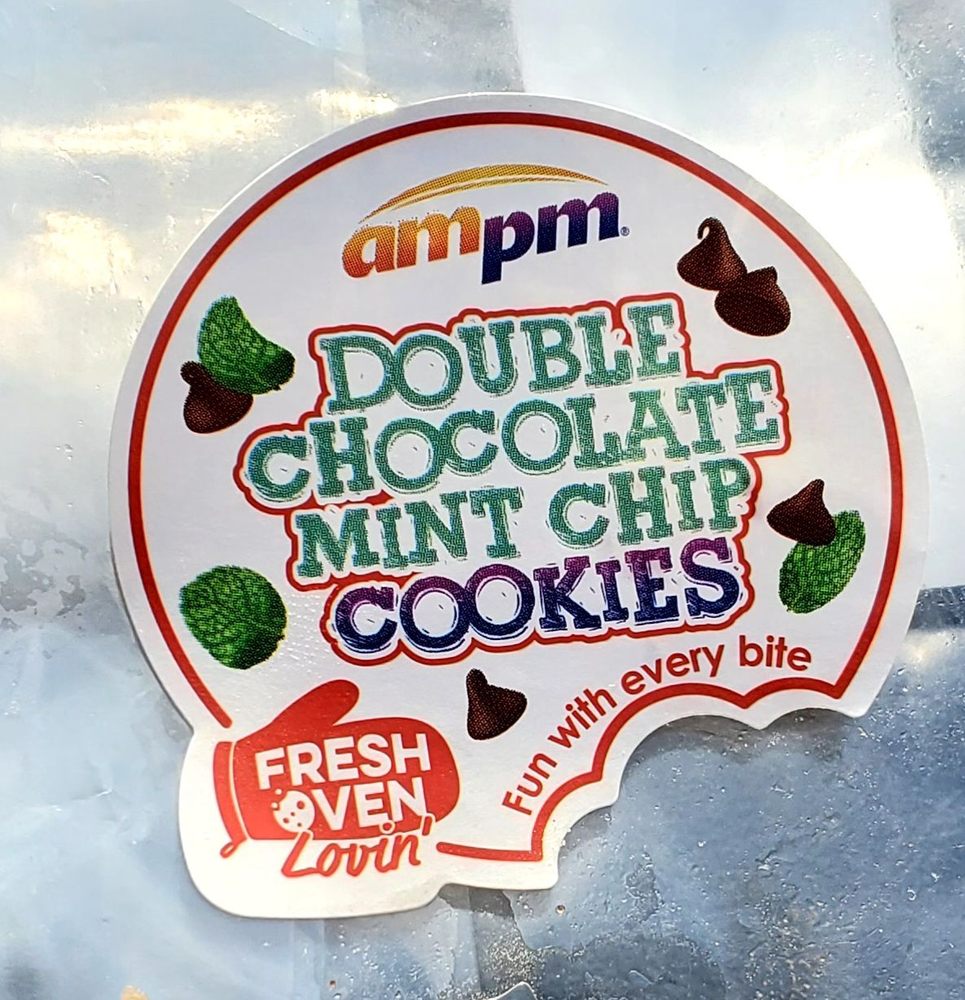 ampm®
DOUBLE
CHOCOLATE
MINT CHIP
COOKIES
Fun with every bite
FRESH
OVEN
Lovin'